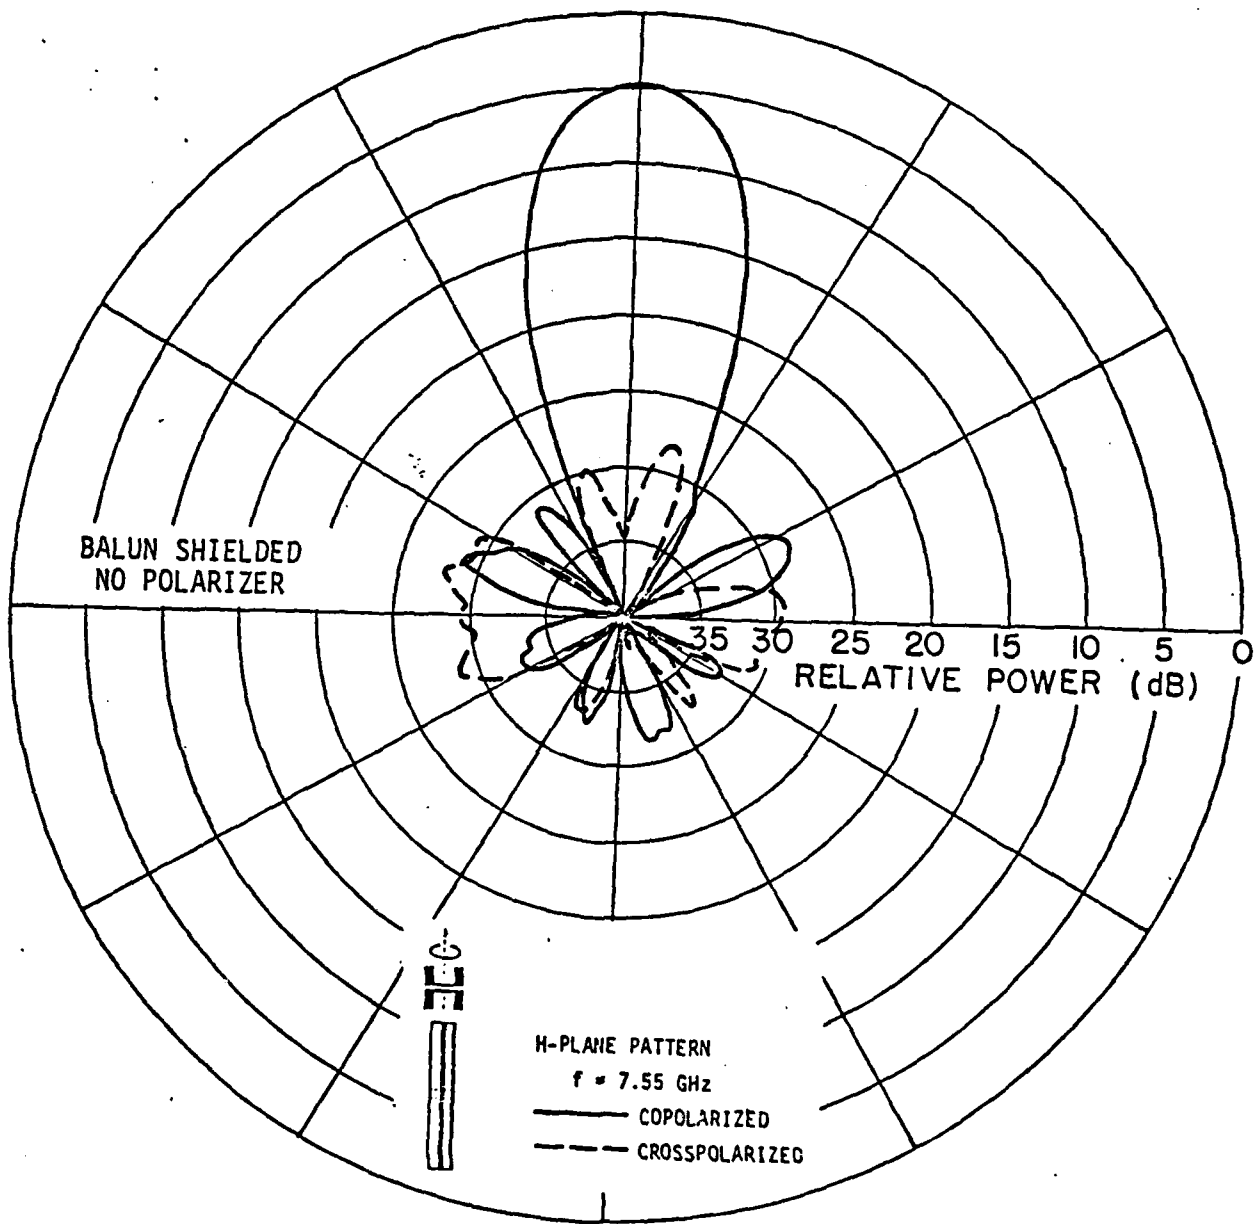 BALUN SHIELDED
NO POLARIZER
35 30 25 20 15 10 5 0
RELATIVE POWER (dB)
H-PLANE PATTERN
f = 7.55 GHz
COPOLARIZED
CROSSPOLARIZED